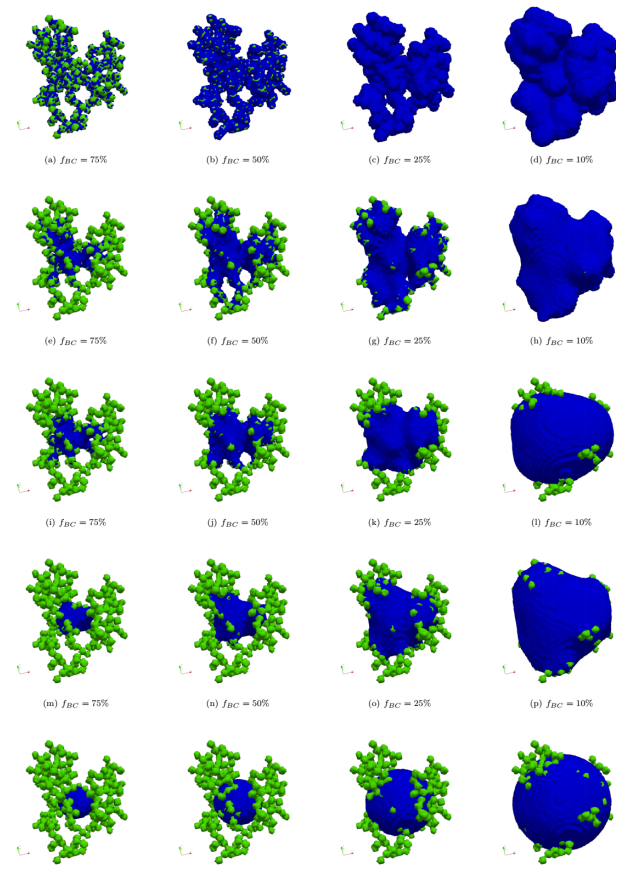 (a) f_{BC} = 75%
(b) f_{BC} = 50%
(c) f_{BC} = 25%
(d) f_{BC} = 10%
(e) f_{BC} = 75%
(f) f_{BC} = 50%
(g) f_{BC} = 25%
(h) f_{BC} = 10%
(i) f_{BC} = 75%
(j) f_{BC} = 50%
(k) f_{BC} = 25%
(l) f_{BC} = 10%
(m) f_{BC} = 75%
(n) f_{BC} = 50%
(o) f_{BC} = 25%
(p) f_{BC} = 10%